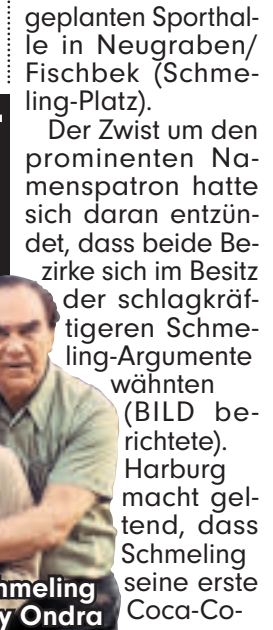 geplanten Sporthal-
le in Neugraben/
Fischbek (Schme-
ling-Platz).
Der Zwist um den
prominenten Na-
menspatron hatte
sich daran entzün-
det, dass beide Be-
zirke sich im Besitz
der schlagkräf-
tigeren Schme-
ling-Argumente
wähnten
(BILD be-
richtete).
Harburg
macht gel-
tend, dass
Schmeling
seine erste
Coca-Co-
hmeling
y Ondra